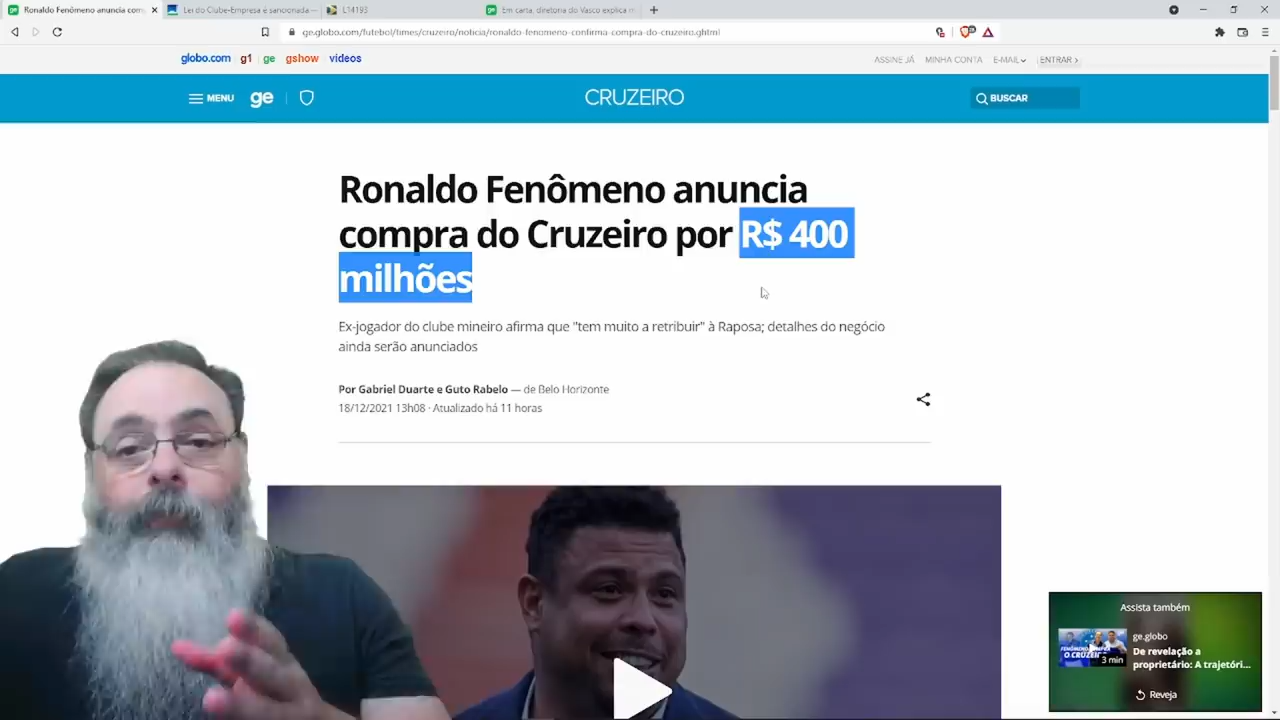 Ronaldo Fenômeno anuncia com
Lei do Clube-Empresa é sancionada
L14193
Em carta, diretoria do Vasco explica
ge.globo.com/futebol/times/cruzeiro/noticia/ronaldo-fenomeno-confirma-compra-do-cruzeiro.ghtml
globo.com g1 ge gshow vídeos
ASSINE JÁ MINHA CONTA E-MAIL ENTRAR ›
MENU ge CRUZEIRO BUSCAR
Ronaldo Fenômeno anuncia
compra do Cruzeiro por R$ 400
milhões
Ex-jogador do clube mineiro afirma que "tem muito a retribuir" à Raposa; detalhes do negócio
ainda serão anunciados
Por Gabriel Duarte e Guto Rabelo — de Belo Horizonte
18/12/2021 13h08 · Atualizado há 11 horas
Assista também
ge.globo
De revelação a
proprietário: A trajetóri...
3 min
Reveja